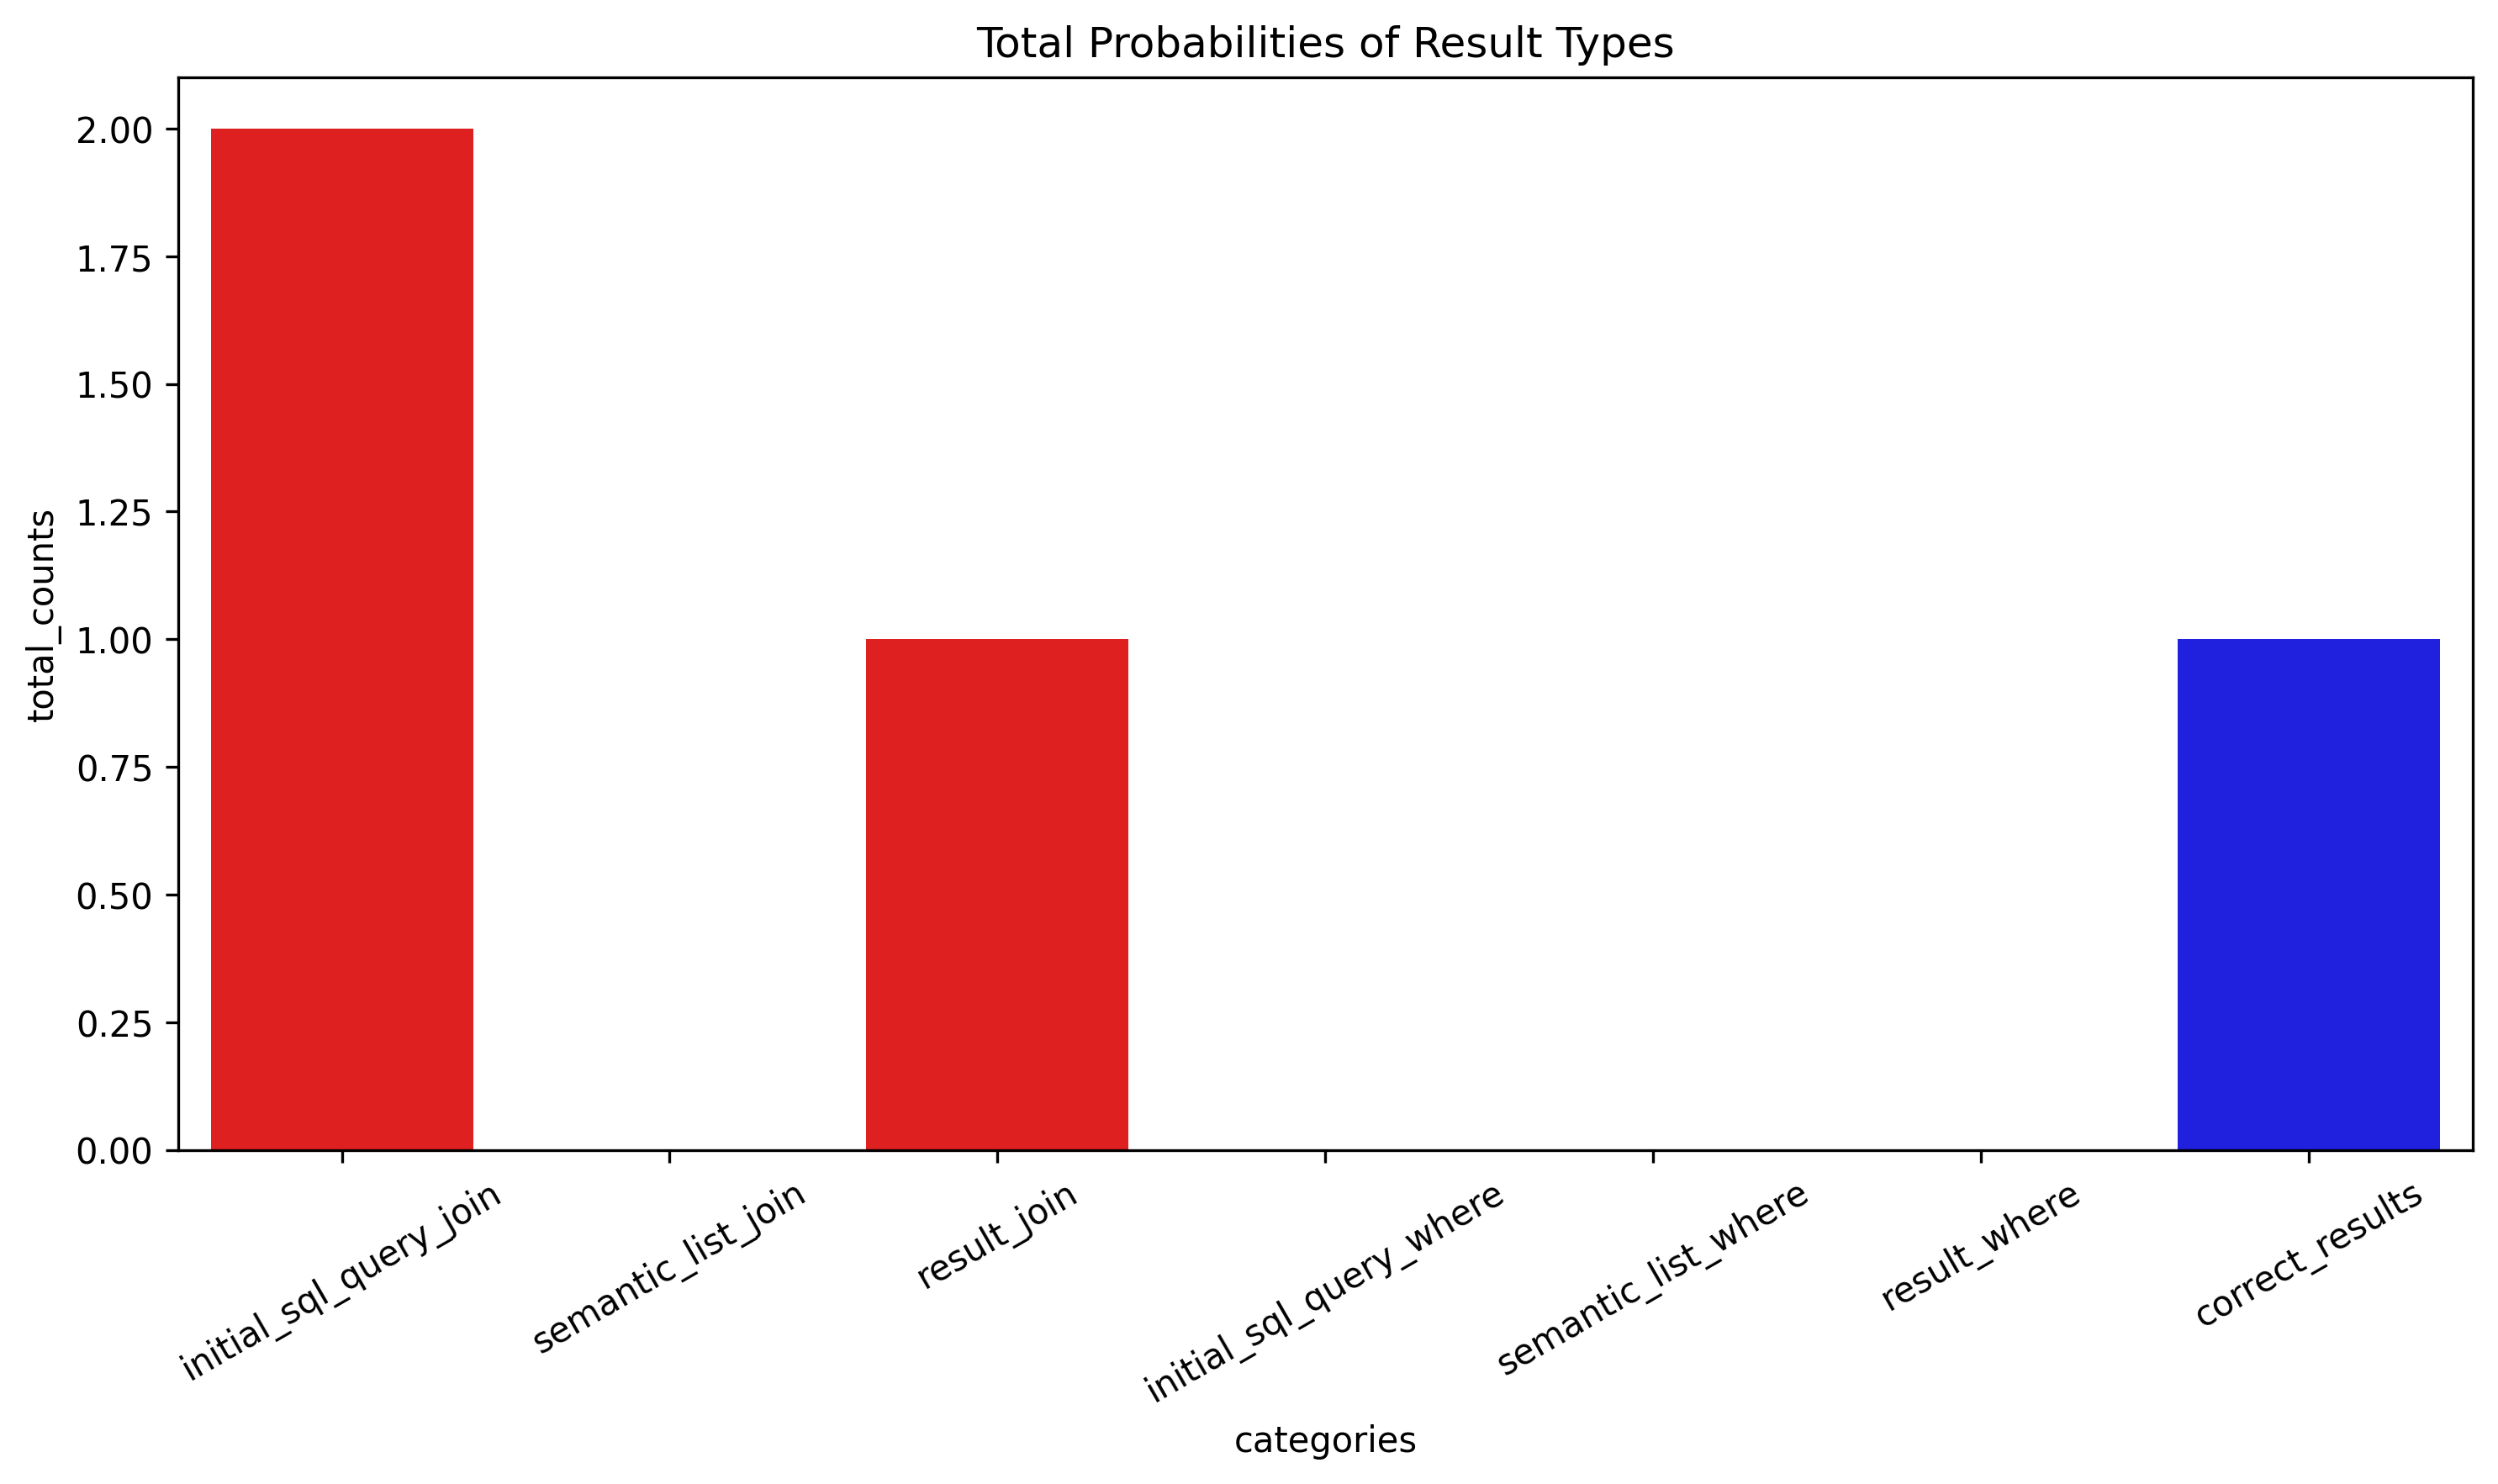 Total Probabilities of Result Types
total_counts
2.00
1.75
1.50
1.25
1.00
0.75
0.50
0.25
0.00
initial_sql_query_join
semantic_list_join
result_join
initial_sql_query_where
semantic_list_where
result_where
correct_results
categories